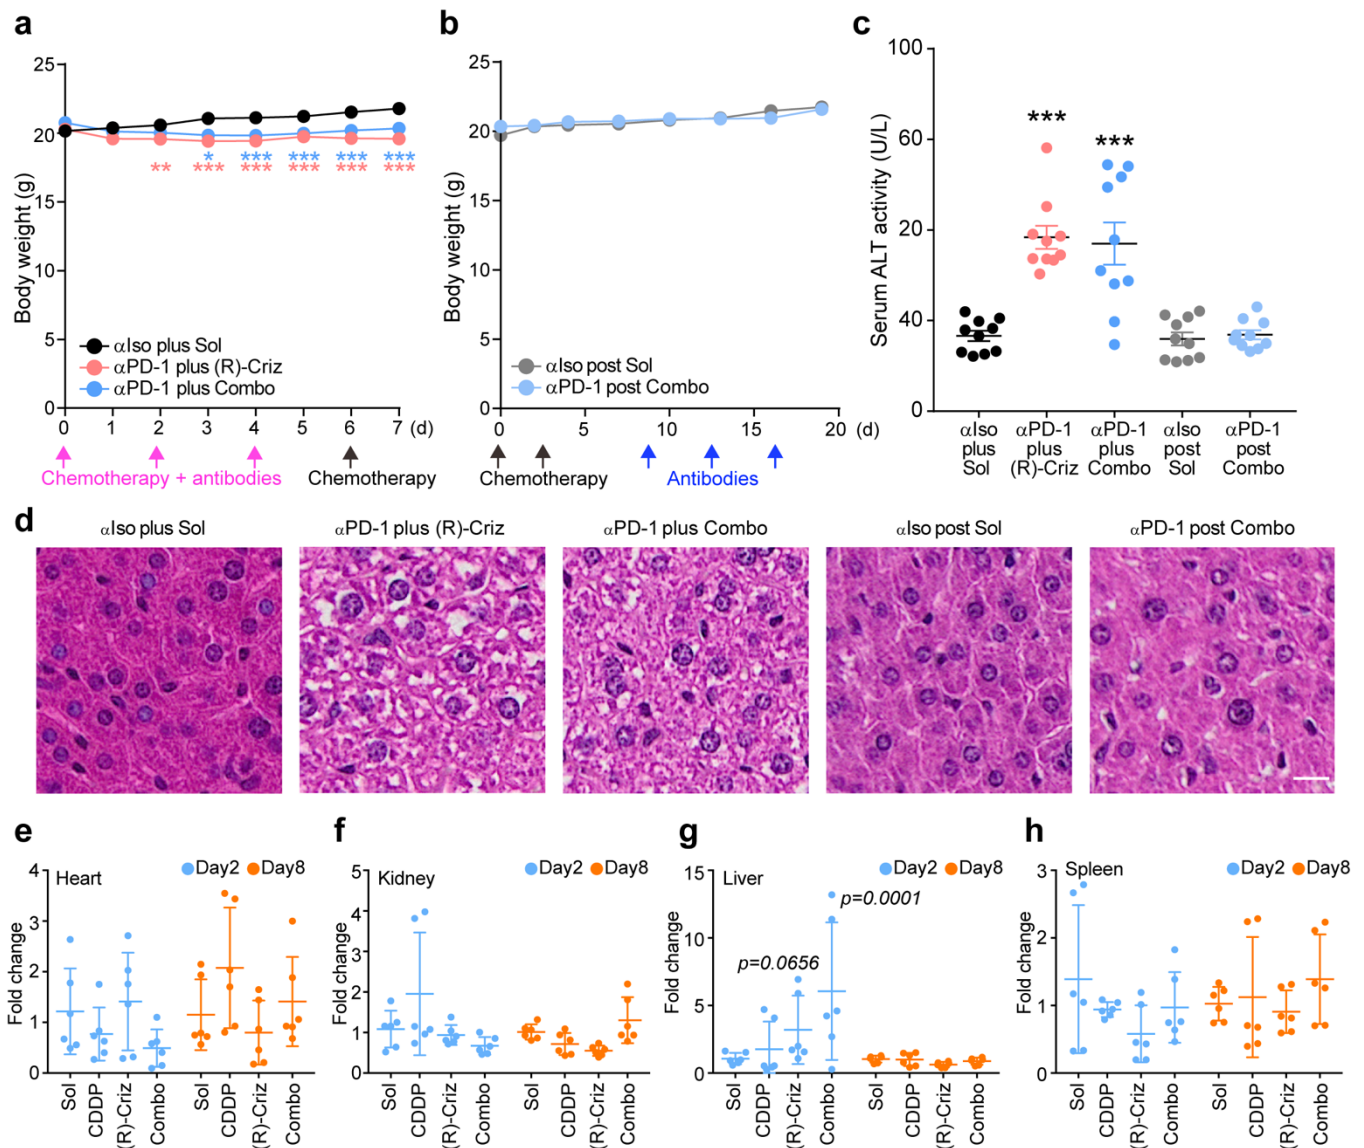 a
25
20
15
10
5
0
Body weight (g)
* *** *** *** ***
** *** *** *** *** ***
αIso plus Sol
αPD-1 plus (R)-Criz
αPD-1 plus Combo
0 1 2 3 4 5 6 7 (d)
Chemotherapy + antibodies Chemotherapy
b
25
20
15
10
5
0
Body weight (g)
αIso post Sol
αPD-1 post Combo
0 5 10 15 20 (d)
Chemotherapy Antibodies
c
100
60
20
40
0
Serum ALT activity (U/L)
***
***
αIso plus Sol
αPD-1 plus (R)-Criz
αPD-1 plus Combo
αIso post Sol
αPD-1 post Combo
d
αIso plus Sol
αPD-1 plus (R)-Criz
αPD-1 plus Combo
αIso post Sol
αPD-1 post Combo
e
Heart
Day2 Day8
4
3
2
1
0
Fold change
Sol CDDP (R)-Criz Combo Sol CDDP (R)-Criz Combo
f
Kidney
Day2 Day8
5
4
3
2
1
0
Fold change
Sol CDDP (R)-Criz Combo Sol CDDP (R)-Criz Combo
g
Liver
Day2 Day8
15
10
5
0
Fold change
p=0.0001
p=0.0656
Sol CDDP (R)-Criz Combo Sol CDDP (R)-Criz Combo
h
Spleen
Day2 Day8
3
2
1
0
Fold change
Sol CDDP (R)-Criz Combo Sol CDDP (R)-Criz Combo